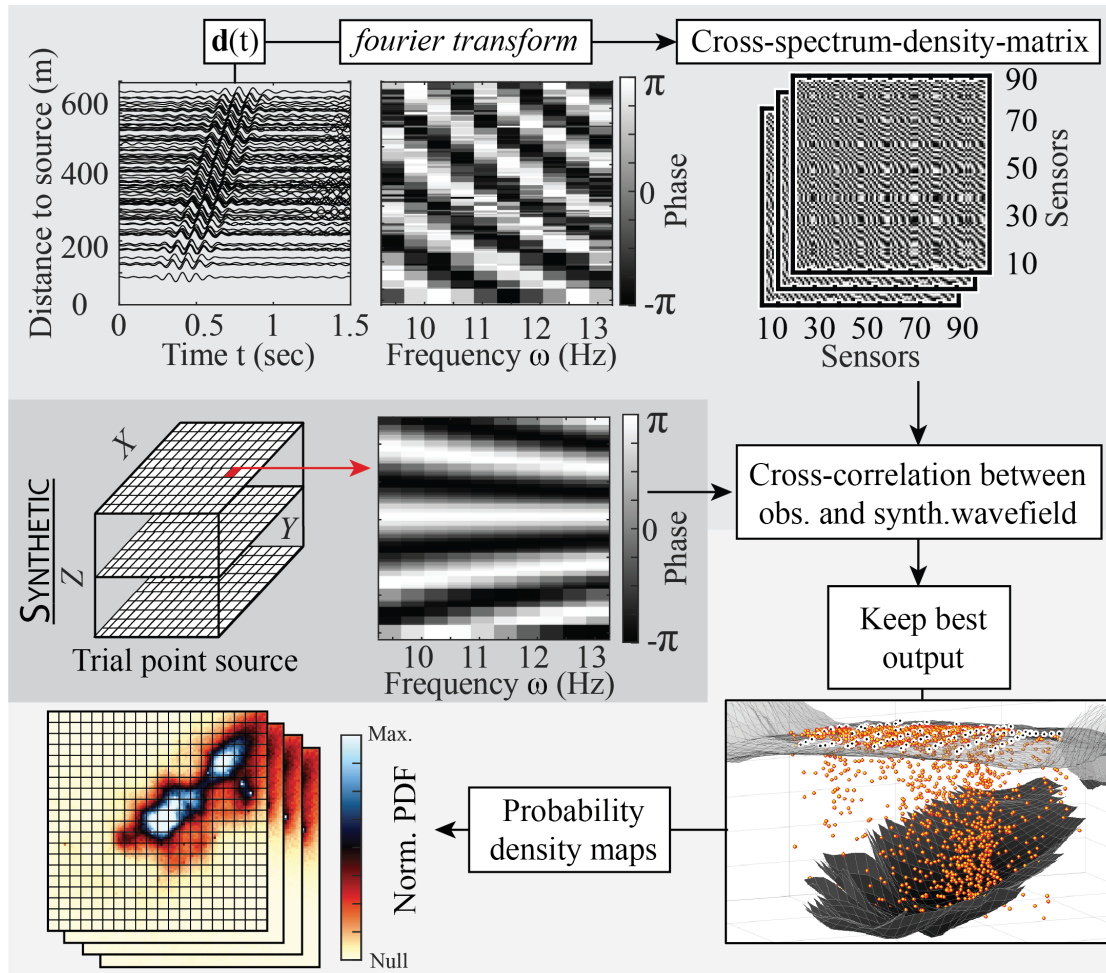 d(t)
fourier transform
Cross-spectrum-density-matrix
Distance to source (m)
600
400
200
0
0 0.5 1 1.5
Time t (sec)
π
0
-π
Phase
10 11 12 13
Frequency ω (Hz)
90
70
50
30
10
Sensors
10 30 50 70 90
Sensors
SYNTHETIC
X
Y
Z
Trial point source
π
0
-π
Phase
10 11 12 13
Frequency ω (Hz)
Cross-correlation between
obs. and synth.wavefield
Keep best
output
Probability
density maps
Max.
Norm. PDF
Null